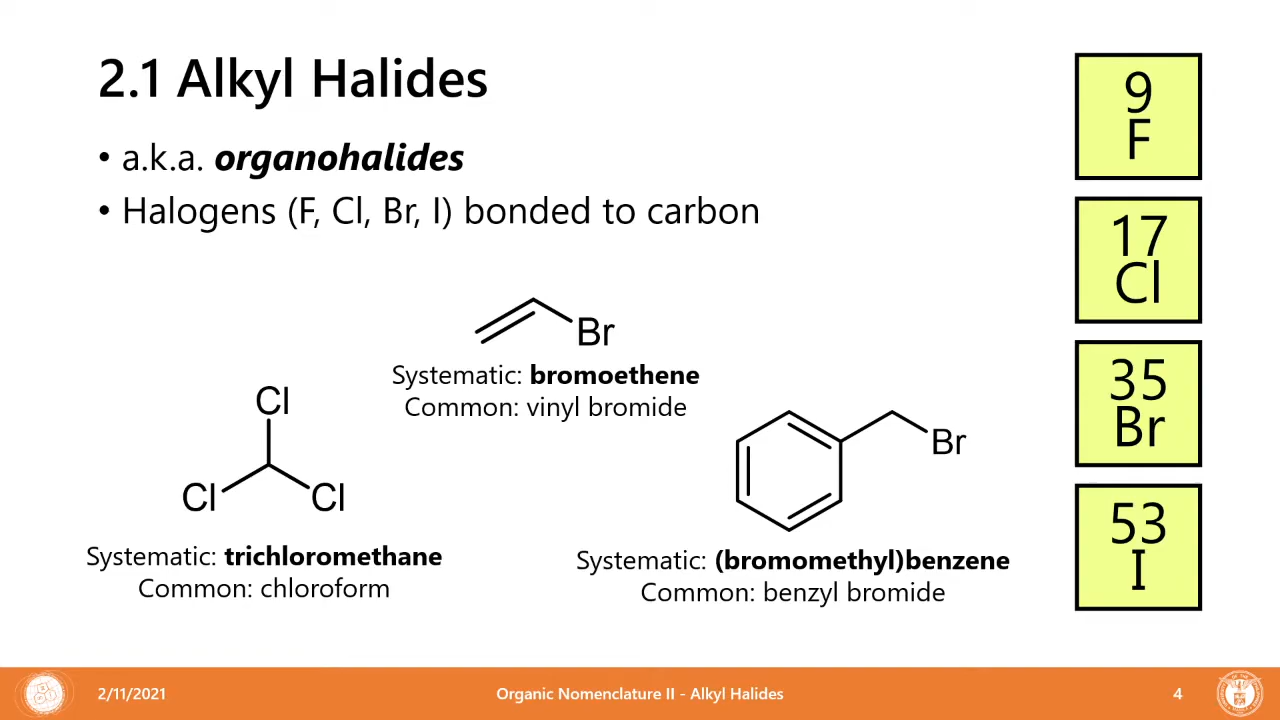 2.1 Alkyl Halides
• a.k.a. organohalides
• Halogens (F, Cl, Br, I) bonded to carbon
Br
Systematic: bromoethene
Common: vinyl bromide
Cl
Cl
Cl
Systematic: trichloromethane
Common: chloroform
Br
Systematic: (bromomethyl)benzene
Common: benzyl bromide
9
F
17
Cl
35
Br
53
I
2/11/2021
Organic Nomenclature II - Alkyl Halides
4